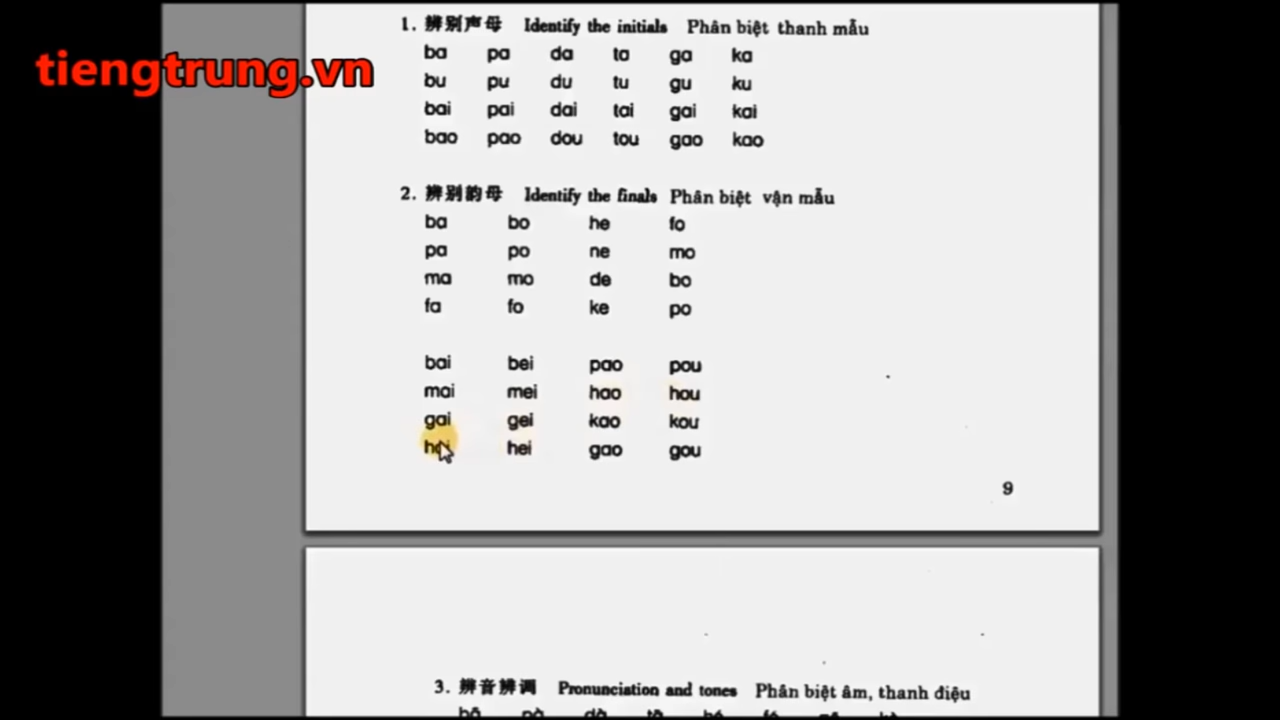 tiengtrung.vn
1. 辨别声母 Identify the initials Phân biệt thanh mẫu
ba pa da ta ga ka
bu pu du tu gu ku
bai pai dai tai gai kai
bao pao dou tou gao kao
2. 辨别韵母 Identify the finals Phân biệt vận mẫu
ba bo he fo
pa po ne mo
ma mo de bo
fa fo ke po
bai bei pao pou
mai mei hao hou
gai gei kao kou
hai hei gao gou
9
3. 辨音辨调 Pronunciation and tones Phân biệt âm, thanh điệu